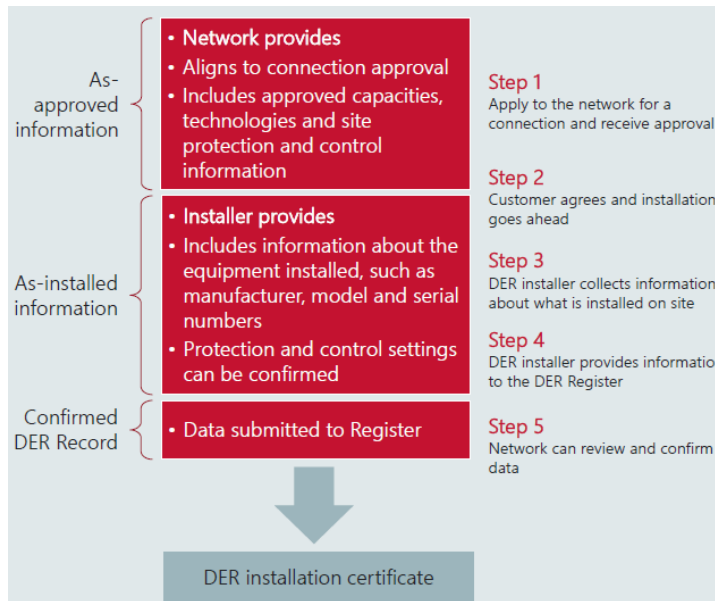 As-
approved
information
• Network provides
• Aligns to connection approval
• Includes approved capacities,
technologies and site
protection and control
information
Step 1
Apply to the network for a
connection and receive approval
Step 2
Customer agrees and installation
goes ahead
As-installed
information
• Installer provides
• Includes information about the
equipment installed, such as
manufacturer, model and serial
numbers
• Protection and control settings
can be confirmed
Step 3
DER installer collects information
about what is installed on site
Step 4
DER installer provides informatio
to the DER Register
Confirmed
DER Record
• Data submitted to Register
Step 5
Network can review and confirm
data
DER installation certificate